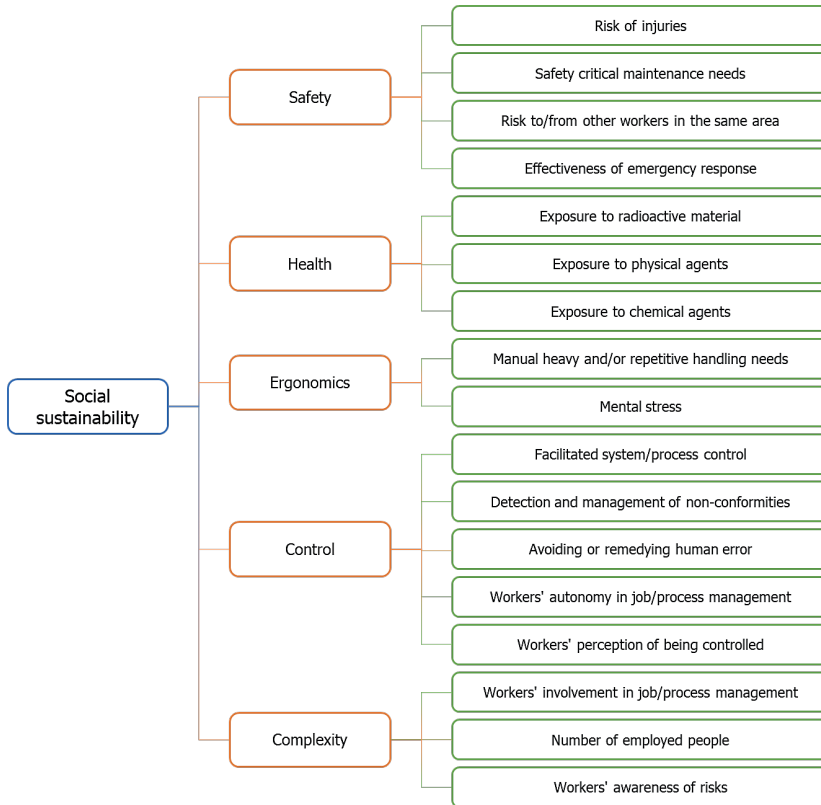 Social
sustainability
Safety
Risk of injuries
Safety critical maintenance needs
Risk to/from other workers in the same area
Effectiveness of emergency response
Health
Exposure to radioactive material
Exposure to physical agents
Exposure to chemical agents
Ergonomics
Manual heavy and/or repetitive handling needs
Mental stress
Control
Facilitated system/process control
Detection and management of non-conformities
Avoiding or remedying human error
Workers' autonomy in job/process management
Workers' perception of being controlled
Complexity
Workers' involvement in job/process management
Number of employed people
Workers' awareness of risks